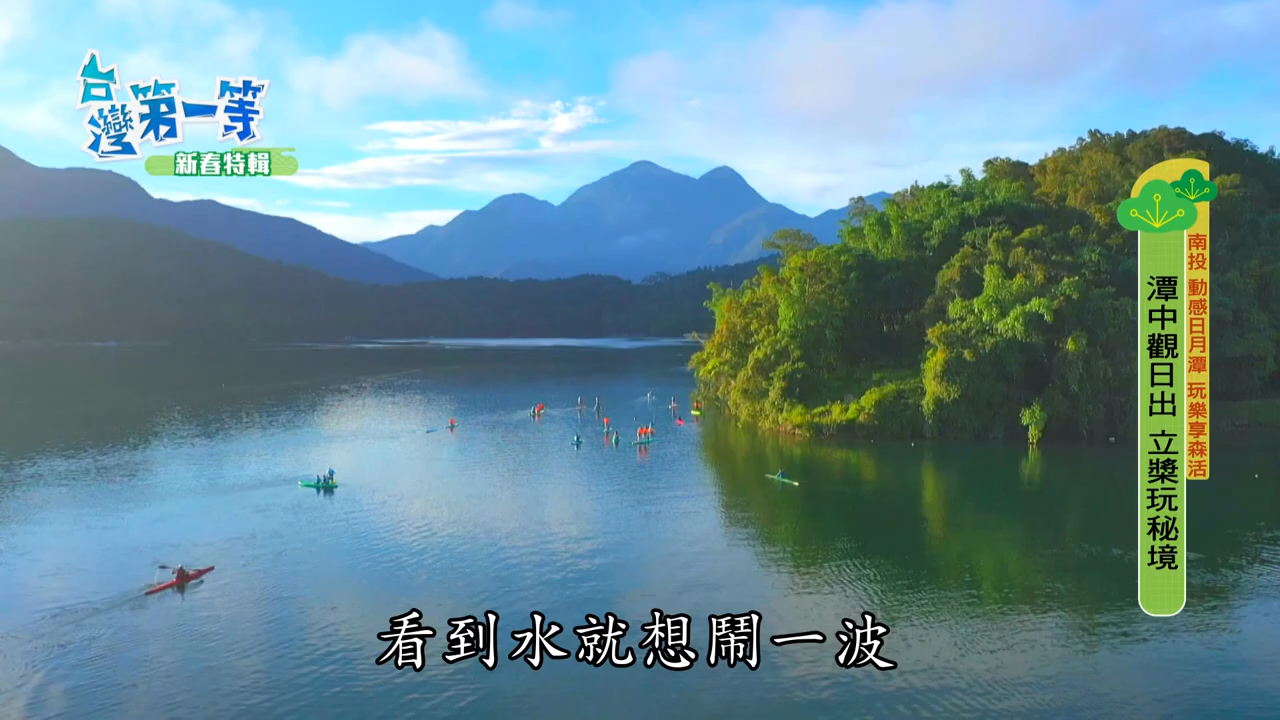 台灣第一等
新春特輯
南投 動感日月潭 玩樂享森活
潭中觀日出 立槳玩秘境
看到水就想鬧一波